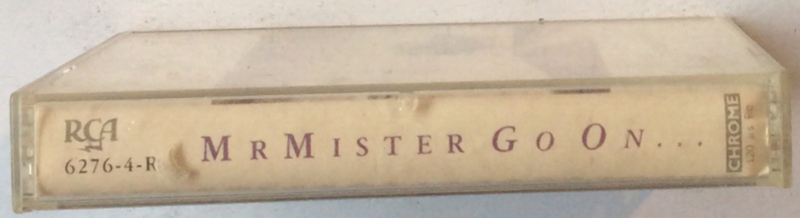 RCA
6276-4-R
MR MISTER GO ON...
CHROME